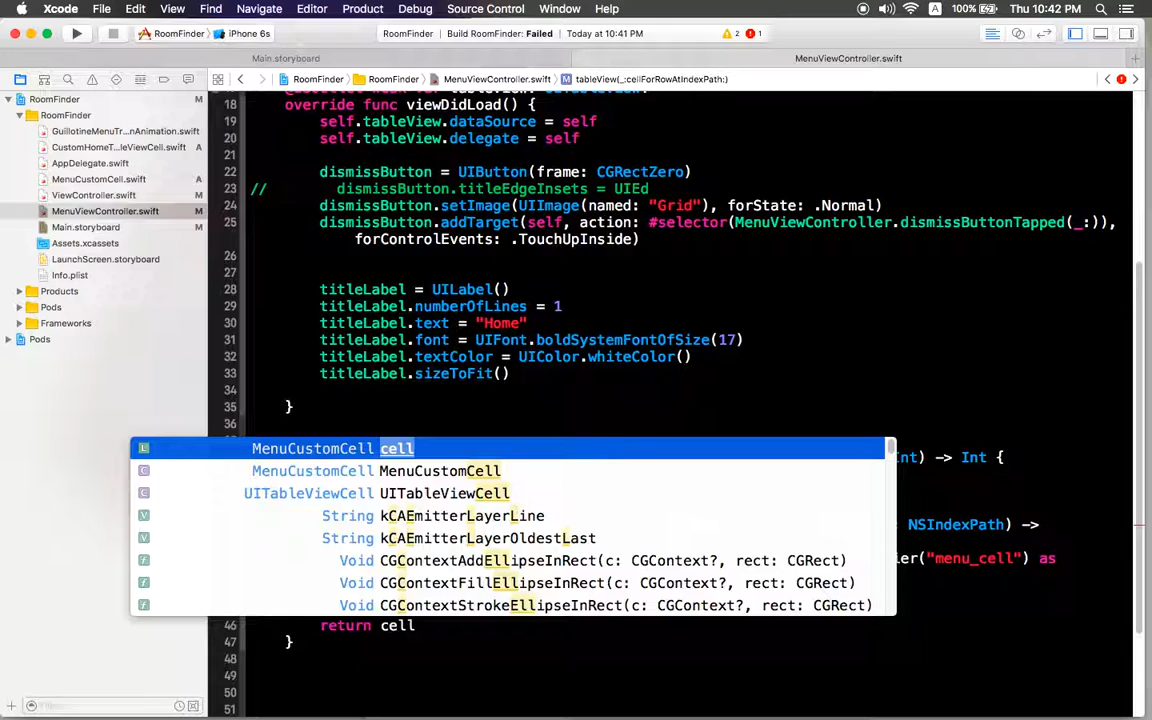 Xcode File Edit View Find Navigate Editor Product Debug Source Control Window Help 100% Thu 10:42 PM
RoomFinder iPhone 6s RoomFinder Build RoomFinder: Failed Today at 10:41 PM 2 1
Main.storyboard MenuViewController.swift
RoomFinder RoomFinder MenuViewController.swift tableView(_:cellForRowAtIndexPath:)
RoomFinder M
RoomFinder
GuillotineMenuTr...nAnimation.swift
CustomHomeT...leViewCell.swift A
AppDelegate.swift
MenuCustomCell.swift A
ViewController.swift M
MenuViewController.swift M
Main.storyboard M
Assets.xcassets
LaunchScreen.storyboard
Info.plist
Products
Pods
Frameworks
Pods
18 override func viewDidLoad() {
19 self.tableView.dataSource = self
20 self.tableView.delegate = self
21
22 dismissButton = UIButton(frame: CGRectZero)
23 // dismissButton.titleEdgeInsets = UIEd
24 dismissButton.setImage(UIImage(named: "Grid"), forState: .Normal)
25 dismissButton.addTarget(self, action: #selector(MenuViewController.dismissButtonTapped(_:)),
forControlEvents: .TouchUpInside)
26
27
28 titleLabel = UILabel()
29 titleLabel.numberOfLines = 1
30 titleLabel.text = "Home"
31 titleLabel.font = UIFont.boldSystemFontOfSize(17)
32 titleLabel.textColor = UIColor.whiteColor()
33 titleLabel.sizeToFit()
34
35 }
36
L MenuCustomCell cell
C MenuCustomCell MenuCustomCell
C UITableViewCell UITableViewCell
V String kCAEmitterLayerLine
V String kCAEmitterLayerOldestLast
f Void CGContextAddEllipseInRect(c: CGContext?, rect: CGRect)
f Void CGContextFillEllipseInRect(c: CGContext?, rect: CGRect)
f Void CGContextStrokeEllipseInRect(c: CGContext?, rect: CGRect)
Int) -> Int {
NSIndexPath) ->
ier("menu_cell") as
46 return cell
47 }
48
49
50
51